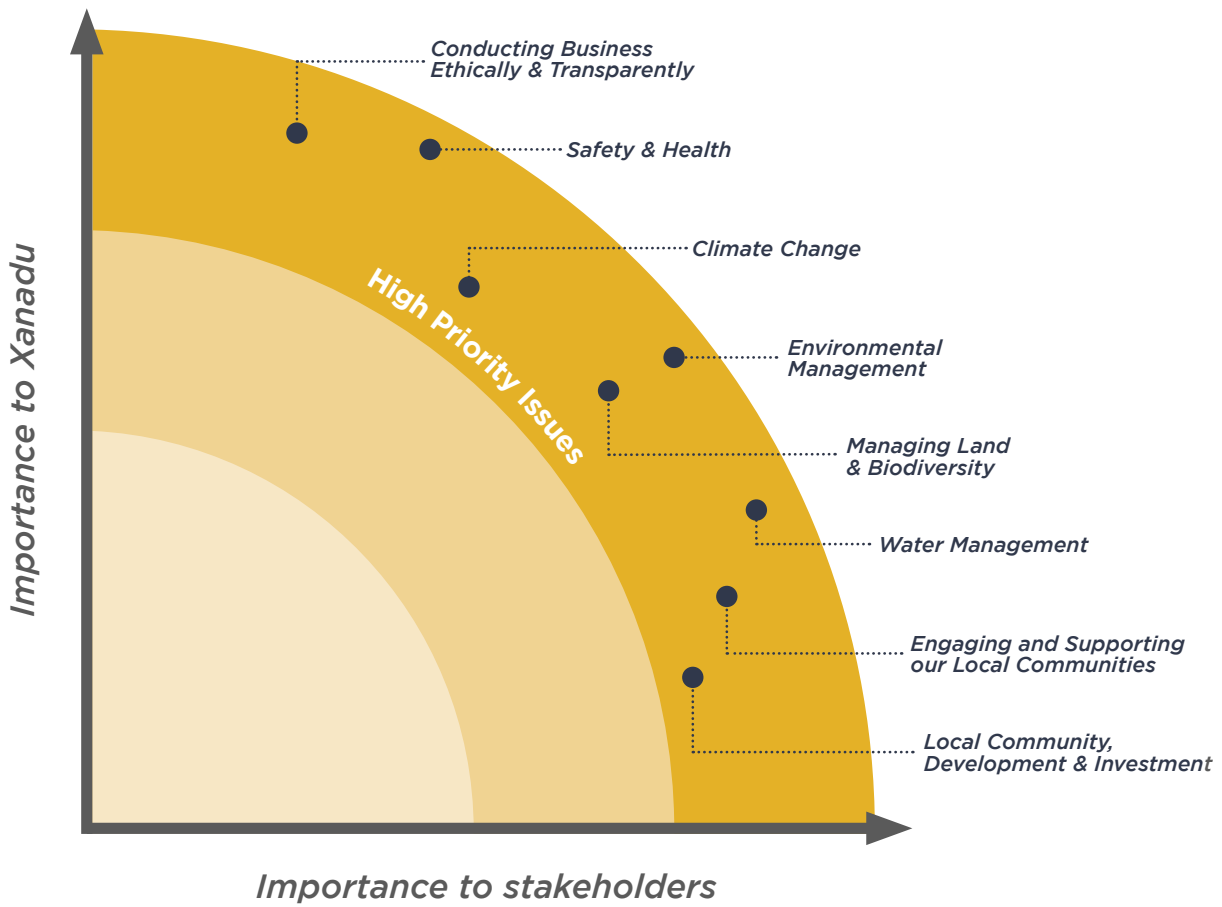 Conducting Business
Ethically & Transparently
Safety & Health
Climate Change
High Priority Issues
Environmental
Management
Managing Land
& Biodiversity
Water Management
Engaging and Supporting
our Local Communities
Local Community,
Development & Investment
Importance to Xanadu
Importance to stakeholders